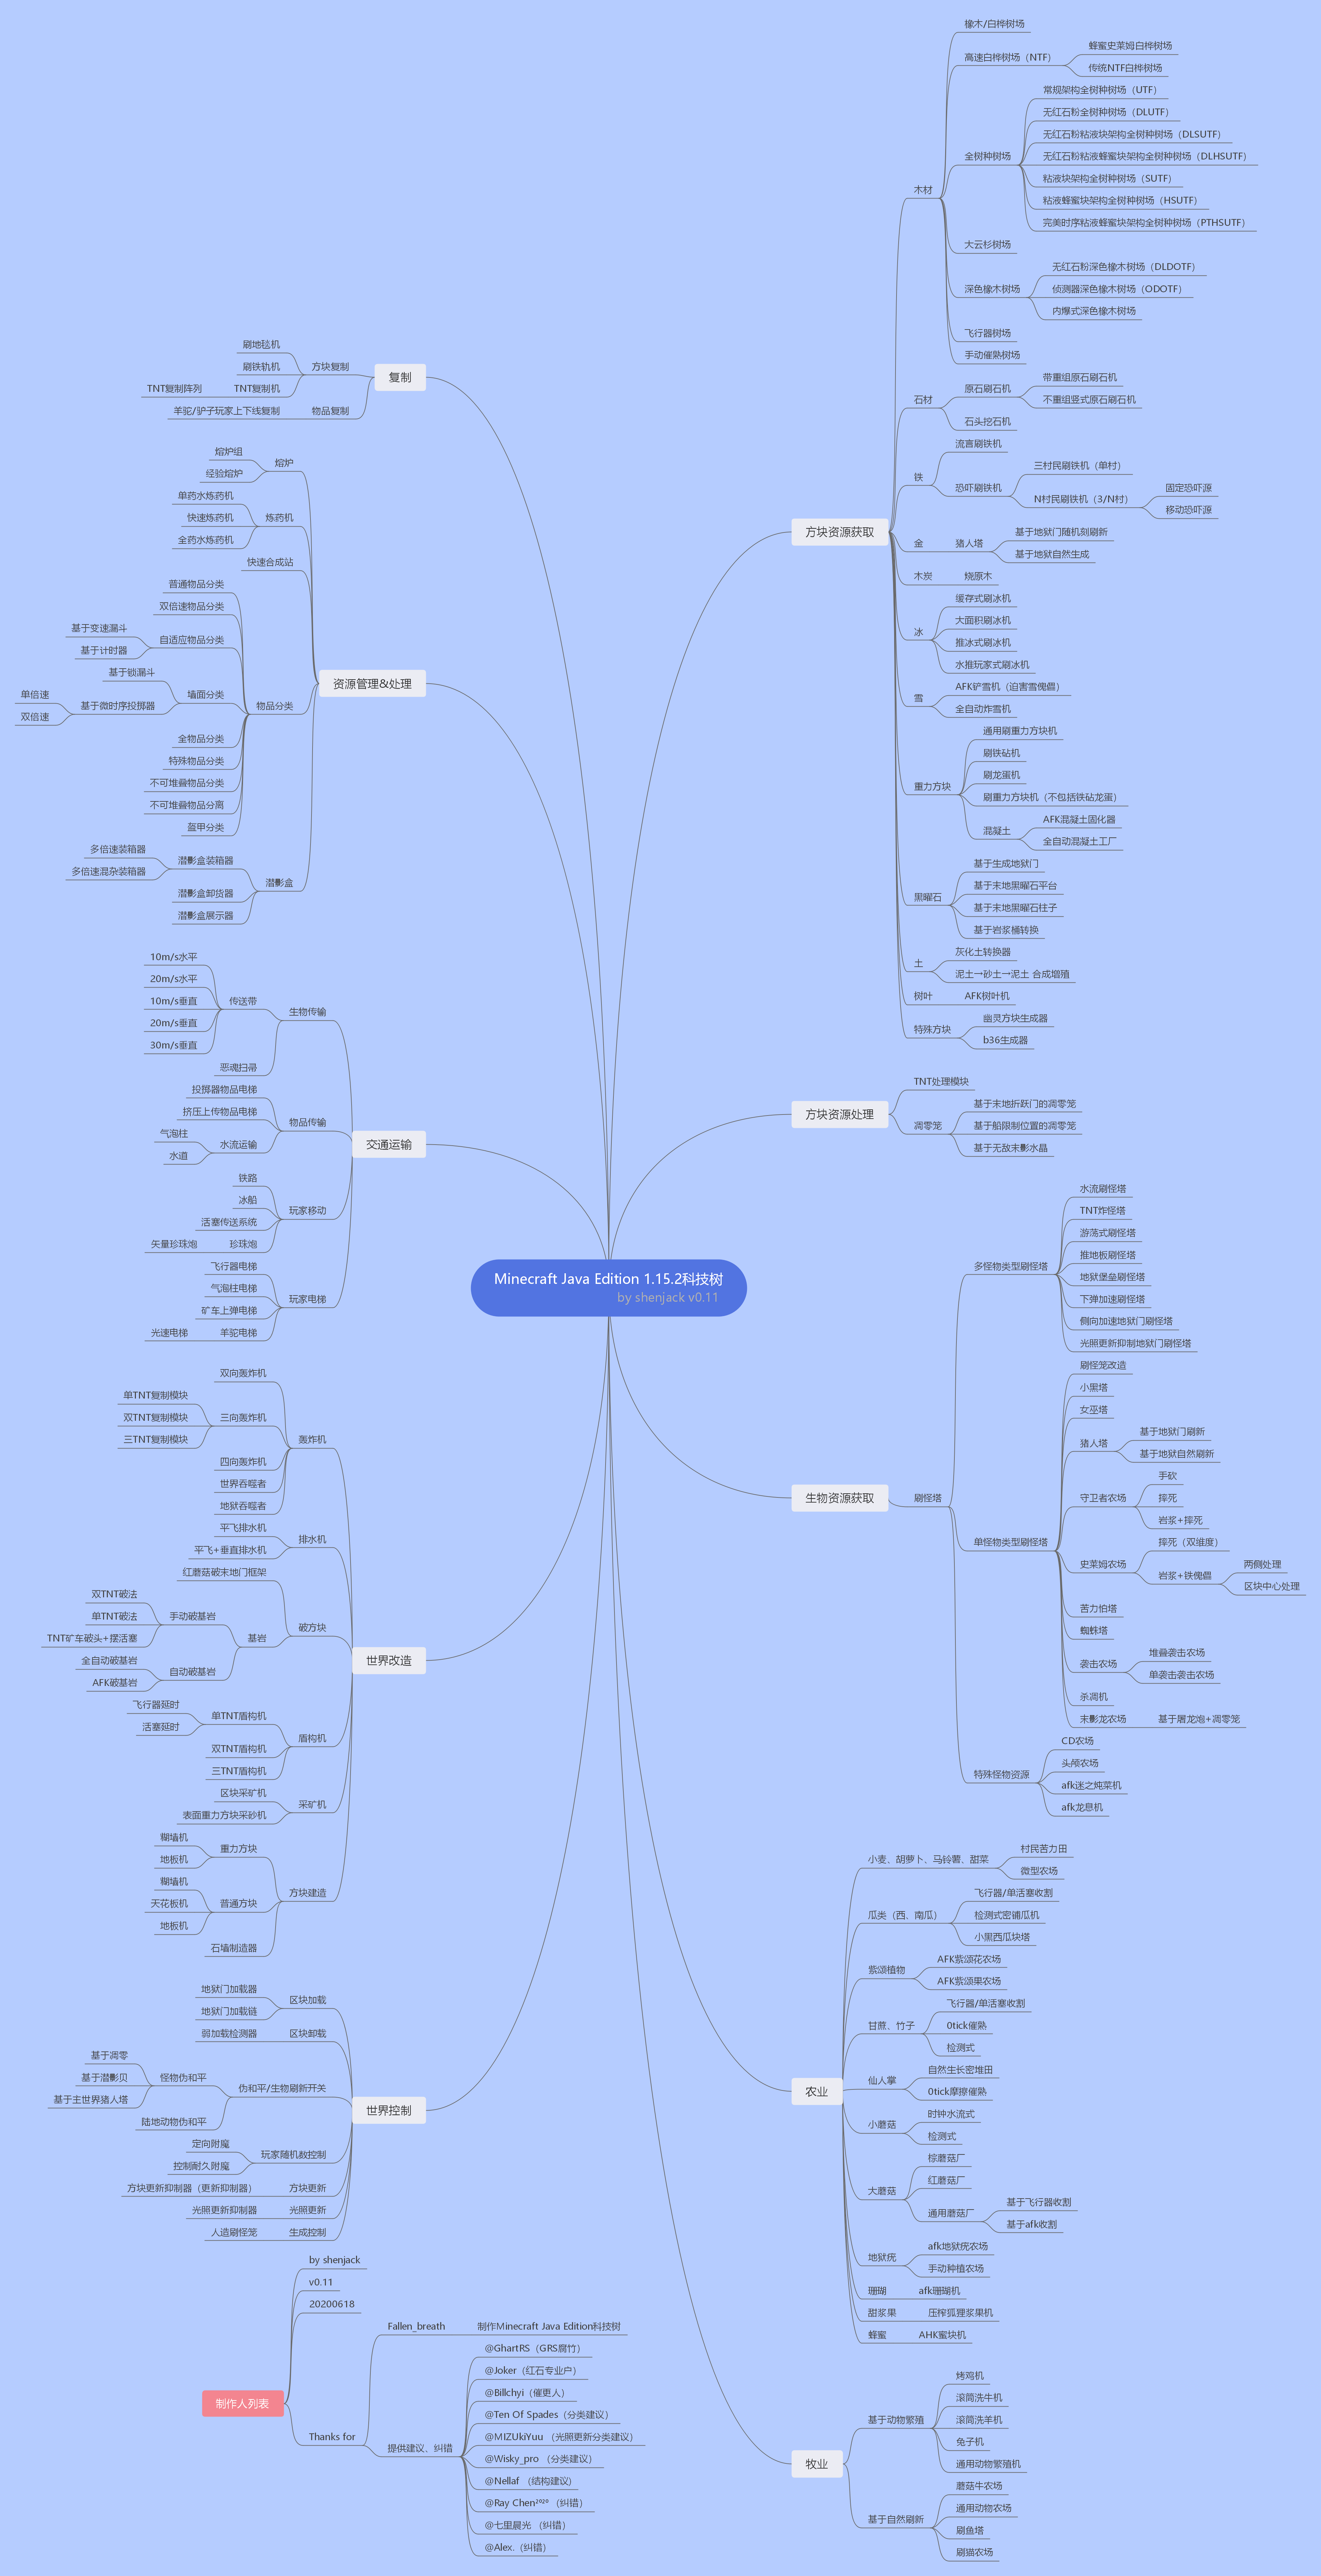 Minecraft Java Edition 1.15.2科技树
by shenjack v0.11
方块资源获取
木材
橡木/白桦树场
高速白桦树场（NTF）
蜂蜜史莱姆白桦树场
传统NTF白桦树场
全树种树场
常规架构全树种树场（UTF）
无红石粉全树种树场（DLUTF）
无红石粉粘液块架构全树种树场（DLSUTF）
无红石粉粘液蜂蜜块架构全树种树场（DLHSUTF）
粘液块架构全树种树场（SUTF）
粘液蜂蜜块架构全树种树场（HSUTF）
完美时序粘液蜂蜜块架构全树种树场（PTHSUTF）
大云杉树场
深色橡木树场
无红石粉深色橡木树场（DLDOTF）
侦测器深色橡木树场（ODOTF）
内爆式深色橡木树场
飞行器树场
手动催熟树场
石材
原石刷石机
带重组原石刷石机
不重组竖式原石刷石机
石头挖石机
铁
流言刷铁机
恐吓刷铁机
三村民刷铁机（单村）
N村民刷铁机（3/N村）
固定恐吓源
移动恐吓源
金
猪人塔
基于地狱门随机刻刷新
基于地狱自然生成
木炭
烧原木
冰
缓存式刷冰机
大面积刷冰机
推冰式刷冰机
水推玩家式刷冰机
雪
AFK铲雪机（迫害雪傀儡）
全自动炸雪机
重力方块
通用刷重力方块机
刷铁砧机
刷龙蛋机
刷重力方块机（不包括铁砧龙蛋）
混凝土
AFK混凝土固化器
全自动混凝土工厂
黑曜石
基于生成地狱门
基于末地黑曜石平台
基于末地黑曜石柱子
基于岩浆桶转换
土
灰化土转换器
泥土→砂土→泥土 合成增殖
树叶
AFK树叶机
特殊方块
幽灵方块生成器
b36生成器
方块资源处理
TNT处理模块
凋零笼
基于末地折跃门的凋零笼
基于船限制位置的凋零笼
基于无敌末影水晶
生物资源获取
刷怪塔
多怪物类型刷怪塔
水流刷怪塔
TNT炸怪塔
游荡式刷怪塔
推地板刷怪塔
地狱堡垒刷怪塔
下弹加速刷怪塔
侧向加速地狱门刷怪塔
光照更新抑制地狱门刷怪塔
单怪物类型刷怪塔
刷怪笼改造
小黑塔
女巫塔
猪人塔
基于地狱门刷新
基于地狱自然刷新
守卫者农场
手砍
摔死
岩浆+摔死
史莱姆农场
摔死（双维度）
岩浆+铁傀儡
两侧处理
区块中心处理
苦力怕塔
蜘蛛塔
袭击农场
堆叠袭击农场
单袭击袭击农场
杀凋机
末影龙农场
基于屠龙炮+凋零笼
特殊怪物资源
CD农场
头颅农场
afk迷之炖菜机
afk龙息机
农业
小麦、胡萝卜、马铃薯、甜菜
村民苦力田
微型农场
瓜类（西、南瓜）
飞行器/单活塞收割
检测式密铺瓜机
小黑西瓜块塔
紫颂植物
AFK紫颂花农场
AFK紫颂果农场
甘蔗、竹子
飞行器/单活塞收割
0tick催熟
检测式
仙人掌
自然生长密堆田
0tick摩擦催熟
小蘑菇
时钟水流式
检测式
大蘑菇
棕蘑菇厂
红蘑菇厂
通用蘑菇厂
基于飞行器收割
基于afk收割
地狱疣
afk地狱疣农场
手动种植农场
珊瑚
afk珊瑚机
甜浆果
压榨狐狸浆果机
蜂蜜
AHK蜜块机
牧业
基于动物繁殖
烤鸡机
滚筒洗牛机
滚筒洗羊机
兔子机
通用动物繁殖机
基于自然刷新
蘑菇牛农场
通用动物农场
刷鱼塔
刷猫农场
复制
方块复制
刷地毯机
刷铁轨机
TNT复制机
TNT复制阵列
物品复制
羊驼/驴子玩家上下线复制
资源管理&处理
熔炉
熔炉组
经验熔炉
炼药机
单药水炼药机
快速炼药机
全药水炼药机
快速合成站
物品分类
普通物品分类
双倍速物品分类
自适应物品分类
基于变速漏斗
基于计时器
墙面分类
基于锁漏斗
基于微时序投掷器
单倍速
双倍速
全物品分类
特殊物品分类
不可堆叠物品分类
不可堆叠物品分离
盔甲分类
潜影盒
潜影盒装箱器
多倍速装箱器
多倍速混杂装箱器
潜影盒卸货器
潜影盒展示器
交通运输
生物传输
传送带
10m/s水平
20m/s水平
10m/s垂直
20m/s垂直
30m/s垂直
恶魂扫帚
物品传输
投掷器物品电梯
挤压上传物品电梯
水流运输
气泡柱
水道
玩家移动
铁路
冰船
活塞传送系统
珍珠炮
矢量珍珠炮
玩家电梯
飞行器电梯
气泡柱电梯
矿车上弹电梯
羊驼电梯
光速电梯
世界改造
轰炸机
双向轰炸机
三向轰炸机
单TNT复制模块
双TNT复制模块
三TNT复制模块
四向轰炸机
世界吞噬者
地狱吞噬者
排水机
平飞排水机
平飞+垂直排水机
破方块
红蘑菇破末地门框架
基岩
手动破基岩
双TNT破法
单TNT破法
TNT矿车破头+摆活塞
自动破基岩
全自动破基岩
AFK破基岩
盾构机
单TNT盾构机
飞行器延时
活塞延时
双TNT盾构机
三TNT盾构机
采矿机
区块采矿机
表面重力方块采砂机
方块建造
重力方块
糊墙机
地板机
普通方块
糊墙机
天花板机
地板机
石墙制造器
世界控制
区块加载
地狱门加载器
地狱门加载链
区块卸载
弱加载检测器
伪和平/生物刷新开关
怪物伪和平
基于凋零
基于潜影贝
基于主世界猪人塔
陆地动物伪和平
玩家随机数控制
定向附魔
控制耐久附魔
方块更新
方块更新抑制器（更新抑制器）
光照更新
光照更新抑制器
生成控制
人造刷怪笼
制作人列表
by shenjack
v0.11
20200618
Thanks for
Fallen_breath
制作Minecraft Java Edition科技树
提供建议、纠错
@GhartRS（GRS腐竹）
@Joker（红石专业户）
@Billchyi（催更人）
@Ten Of Spades（分类建议）
@MIZUkiYuu （光照更新分类建议）
@Wisky_pro （分类建议）
@Nellaf （结构建议）
@Ray Chen²⁰²⁰ （纠错）
@七里晨光 （纠错）
@Alex.（纠错）